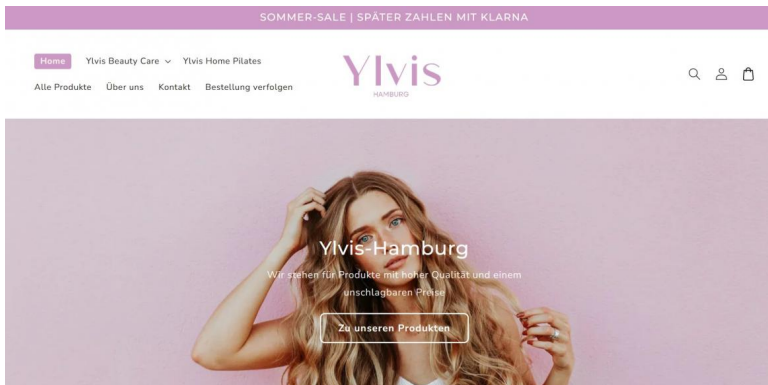 SOMMER-SALE | SPÄTER ZAHLEN MIT KLARNA
Home Ylvis Beauty Care Ylvis Home Pilates
Alle Produkte Über uns Kontakt Bestellung verfolgen
Ylvis
HAMBURG
Ylvis-Hamburg
Wir stehen für Produkte mit hoher Qualität und einem
unschlagbaren Preise
Zu unseren Produkten